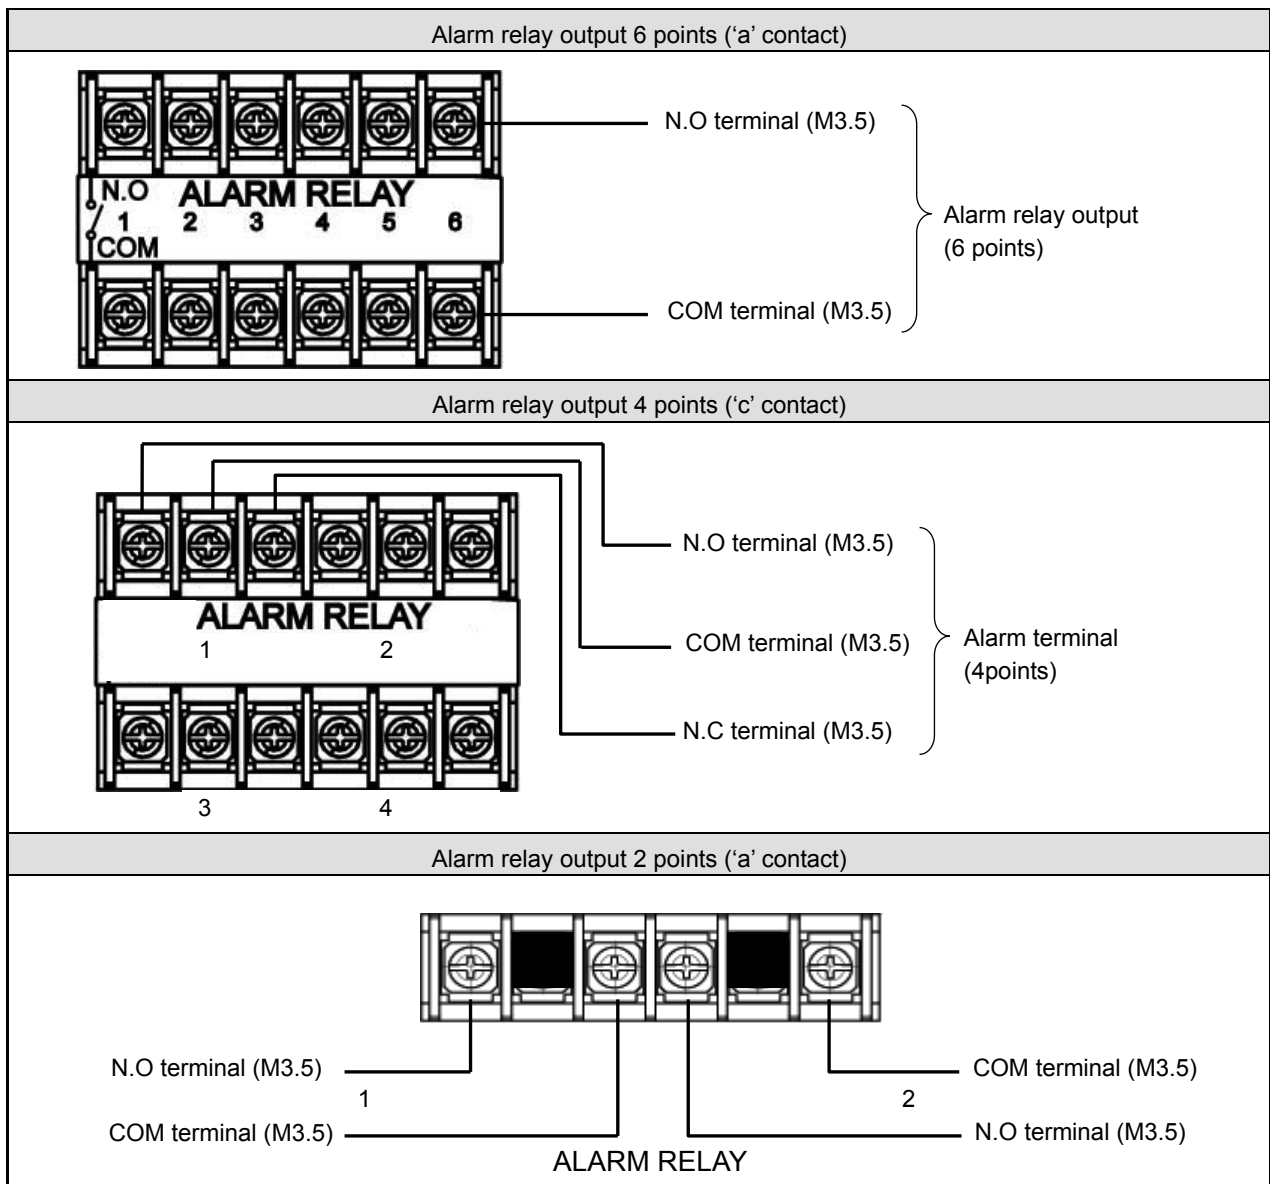 Alarm relay output 6 points (‘a’ contact)
N.O terminal (M3.5)
N.O ALARM RELAY
1 2 3 4 5 6
COM
Alarm relay output
(6 points)
COM terminal (M3.5)
Alarm relay output 4 points (‘c’ contact)
N.O terminal (M3.5)
ALARM RELAY
1 2
COM terminal (M3.5)
Alarm terminal
(4points)
N.C terminal (M3.5)
3 4
Alarm relay output 2 points (‘a’ contact)
N.O terminal (M3.5)
COM terminal (M3.5)
1 2
COM terminal (M3.5)
N.O terminal (M3.5)
ALARM RELAY